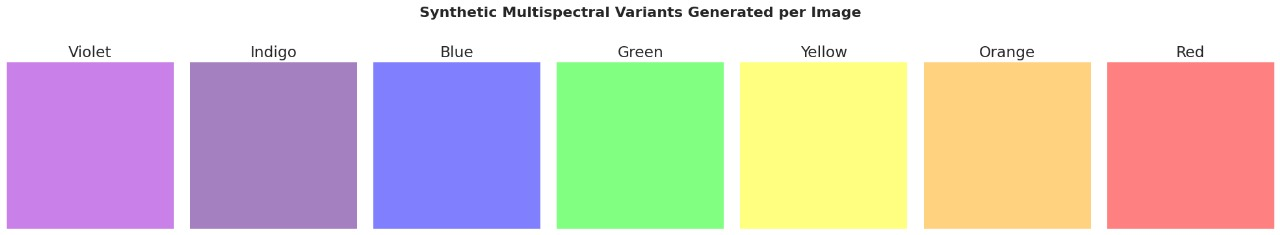 Synthetic Multispectral Variants Generated per Image
Violet Indigo Blue Green Yellow Orange Red